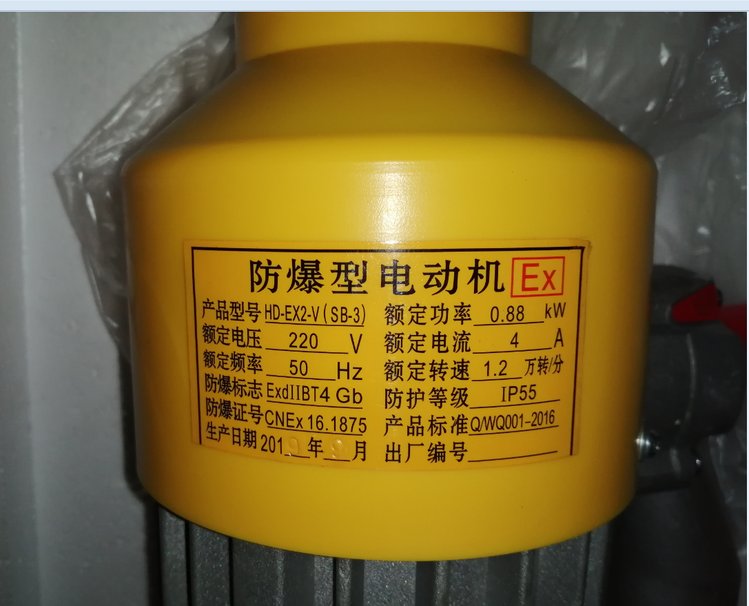 防爆型电动机 Ex
产品型号 HD-EX2-V(SB-3) 额定功率 0.88 kW
额定电压 220 V 额定电流 4 A
额定频率 50 Hz 额定转速 1.2 万转/分
防爆标志 ExdIIBT4 Gb 防护等级 IP55
防爆证号 CNEx 16.1875 产品标准 Q/WQ001-2016
生产日期 201 年 月 出厂编号